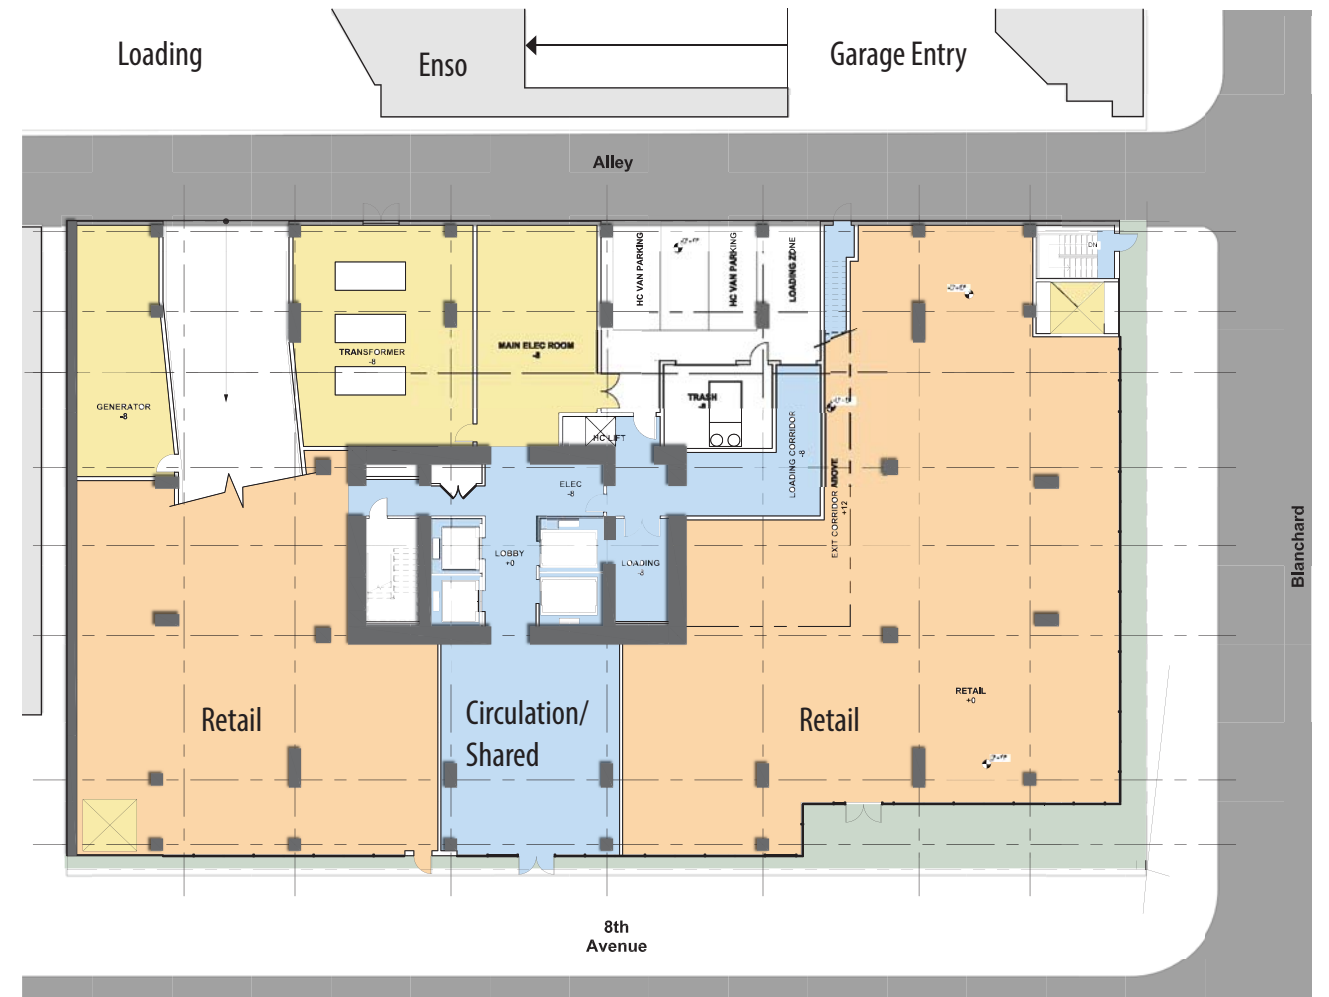 Loading
Enso
Garage Entry
Alley
HC VAN PARKING
HC VAN PARKING
LOADING ZONE
DN
TRANSFORMER
-8
MAIN ELEC ROOM
-8
GENERATOR
-8
TRASH
-8
HC LIFT
LOADING CORRIDOR
-8
ELEC
-8
EXIT CORRIDOR ABOVE
+12
LOBBY
+0
LOADING
-8
Blanchard
RETAIL
+0
Retail
Circulation/
Shared
Retail
8th
Avenue